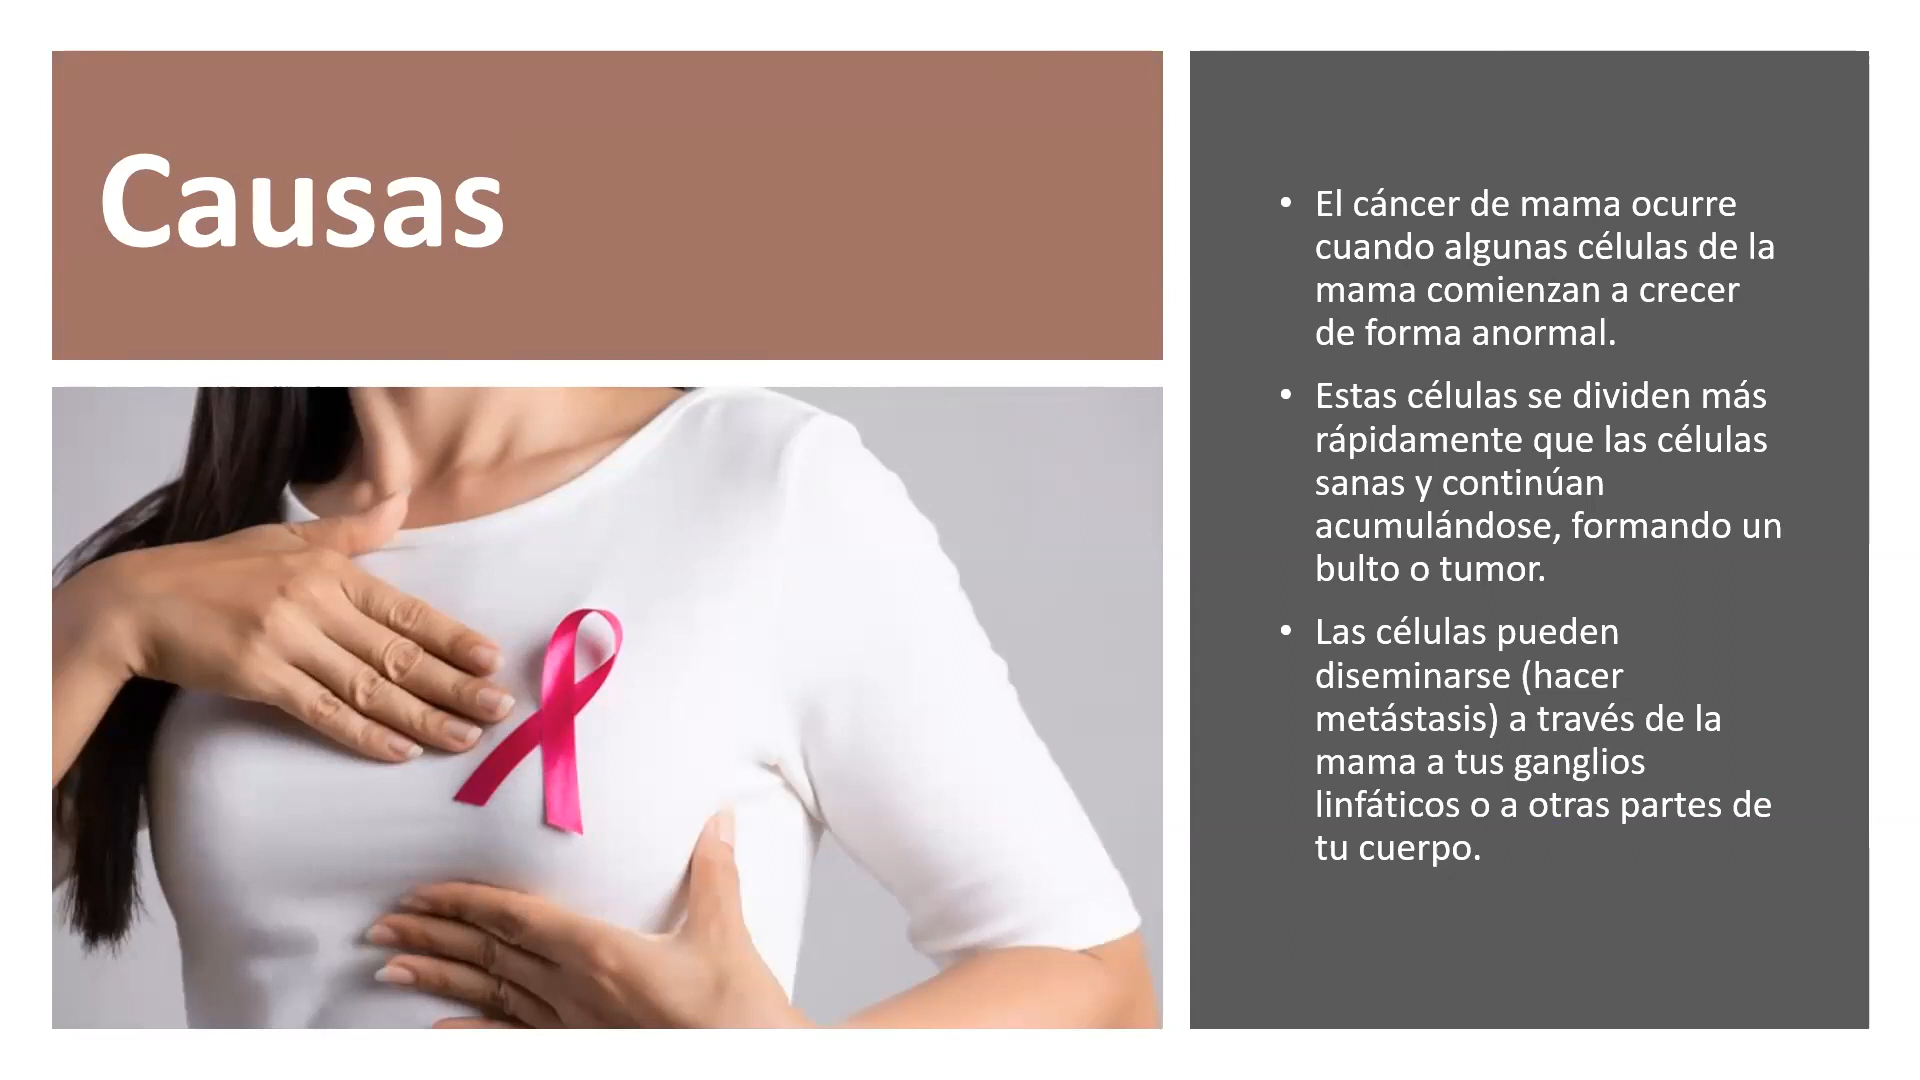 Causas
• El cáncer de mama ocurre
cuando algunas células de la
mama comienzan a crecer
de forma anormal.
• Estas células se dividen más
rápidamente que las células
sanas y continúan
acumulándose, formando un
bulto o tumor.
• Las células pueden
diseminarse (hacer
metástasis) a través de la
mama a tus ganglios
linfáticos o a otras partes de
tu cuerpo.